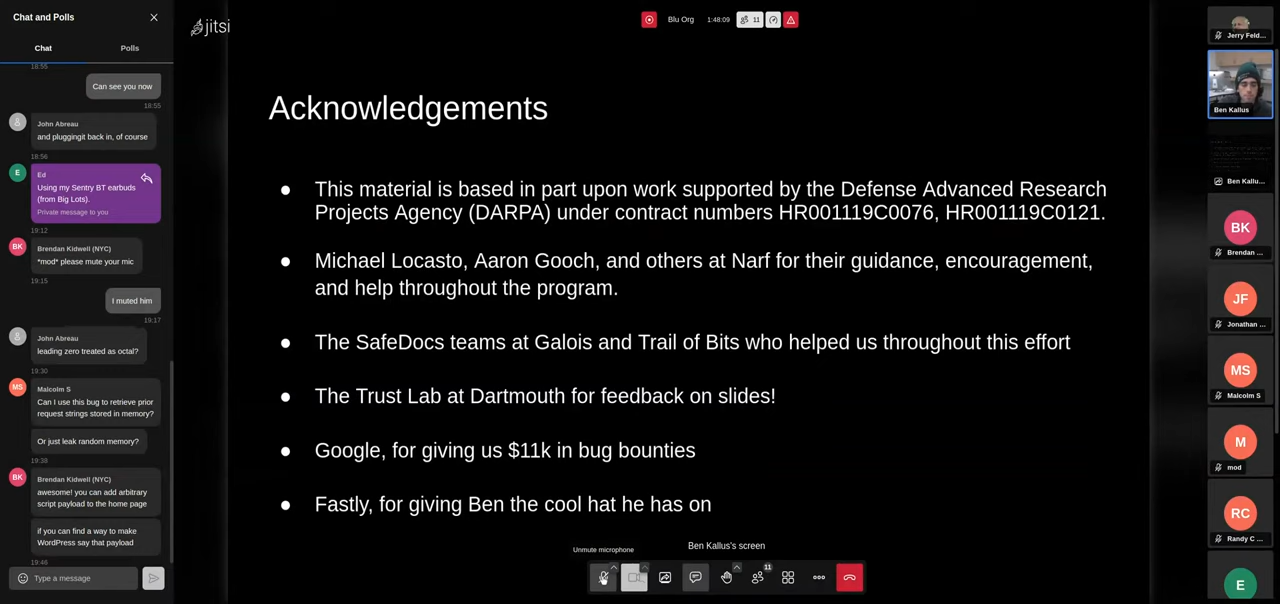 Chat and Polls
Chat
Polls
18:55
Can see you now
18:55
John Abreau
and pluggingit back in, of course
18:56
E
Ed
Using my Sentry BT earbuds
(from Big Lots).
Private message to you
19:12
BK
Brendan Kidwell (NYC)
*mod* please mute your mic
19:15
I muted him
19:17
John Abreau
leading zero treated as octal?
19:30
MS
Malcolm S
Can I use this bug to retrieve prior
request strings stored in memory?
Or just leak random memory?
19:38
BK
Brendan Kidwell (NYC)
awesome! you can add arbitrary
script payload to the home page
if you can find a way to make
WordPress say that payload
19:46
Type a message
jitsi
Blu Org
1:48:09
11
Acknowledgements
● This material is based in part upon work supported by the Defense Advanced Research
Projects Agency (DARPA) under contract numbers HR001119C0076, HR001119C0121.
● Michael Locasto, Aaron Gooch, and others at Narf for their guidance, encouragement,
and help throughout the program.
● The SafeDocs teams at Galois and Trail of Bits who helped us throughout this effort
● The Trust Lab at Dartmouth for feedback on slides!
● Google, for giving us $11k in bug bounties
● Fastly, for giving Ben the cool hat he has on
Unmute microphone
Ben Kallus's screen
11
Jerry Feld...
Ben Kallus
Ben Kallu...
BK
Brendan ...
JF
Jonathan ...
MS
Malcolm S
M
mod
RC
Randy C ...
E